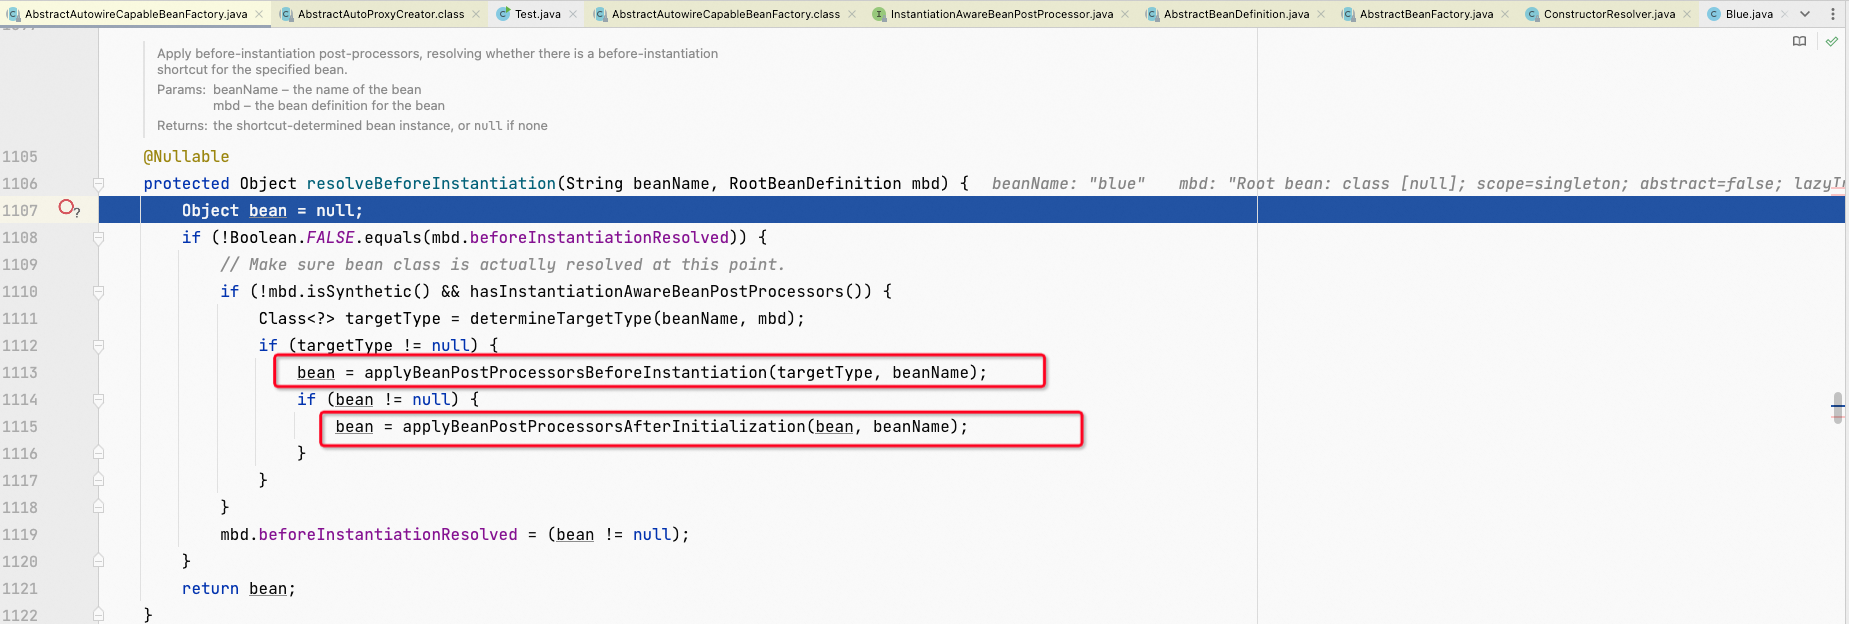 AbstractAutowireCapableBeanFactory.java AbstractAutoProxyCreator.class Test.java AbstractAutowireCapableBeanFactory.class InstantiationAwareBeanPostProcessor.java AbstractBeanDefinition.java AbstractBeanFactory.java ConstructorResolver.java Blue.java
Apply before-instantiation post-processors, resolving whether there is a before-instantiation
shortcut for the specified bean.
Params: beanName – the name of the bean
mbd – the bean definition for the bean
Returns: the shortcut-determined bean instance, or null if none
1105 @Nullable
1106 protected Object resolveBeforeInstantiation(String beanName, RootBeanDefinition mbd) { beanName: "blue" mbd: "Root bean: class [null]; scope=singleton; abstract=false;
1107 Object bean = null;
1108 if (!Boolean.FALSE.equals(mbd.beforeInstantiationResolved)) {
1109 // Make sure bean class is actually resolved at this point.
1110 if (!mbd.isSynthetic() && hasInstantiationAwareBeanPostProcessors()) {
1111 Class<?> targetType = determineTargetType(beanName, mbd);
1112 if (targetType != null) {
1113 bean = applyBeanPostProcessorsBeforeInstantiation(targetType, beanName);
1114 if (bean != null) {
1115 bean = applyBeanPostProcessorsAfterInitialization(bean, beanName);
1116 }
1117 }
1118 }
1119 mbd.beforeInstantiationResolved = (bean != null);
1120 }
1121 return bean;
1122 }